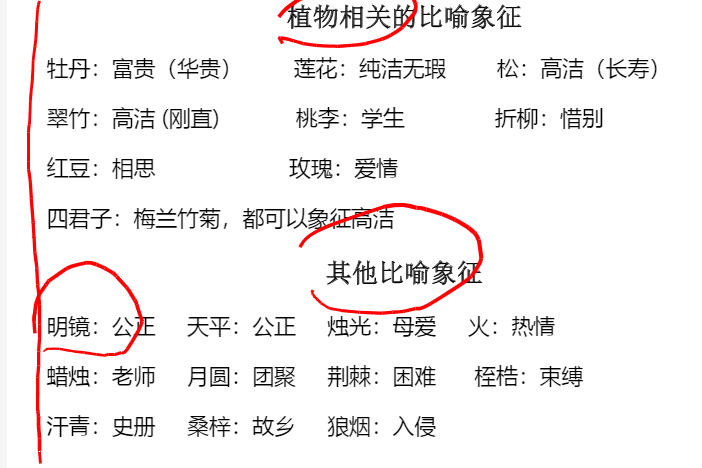 植物相关的比喻象征
牡丹：富贵（华贵） 莲花：纯洁无瑕 松：高洁（长寿）
翠竹：高洁 (刚直) 桃李：学生 折柳：惜别
红豆：相思 玫瑰：爱情
四君子：梅兰竹菊，都可以象征高洁
其他比喻象征
明镜：公正 天平：公正 烛光：母爱 火：热情
蜡烛：老师 月圆：团聚 荆棘：困难 桎梏：束缚
汗青：史册 桑梓：故乡 狼烟：入侵